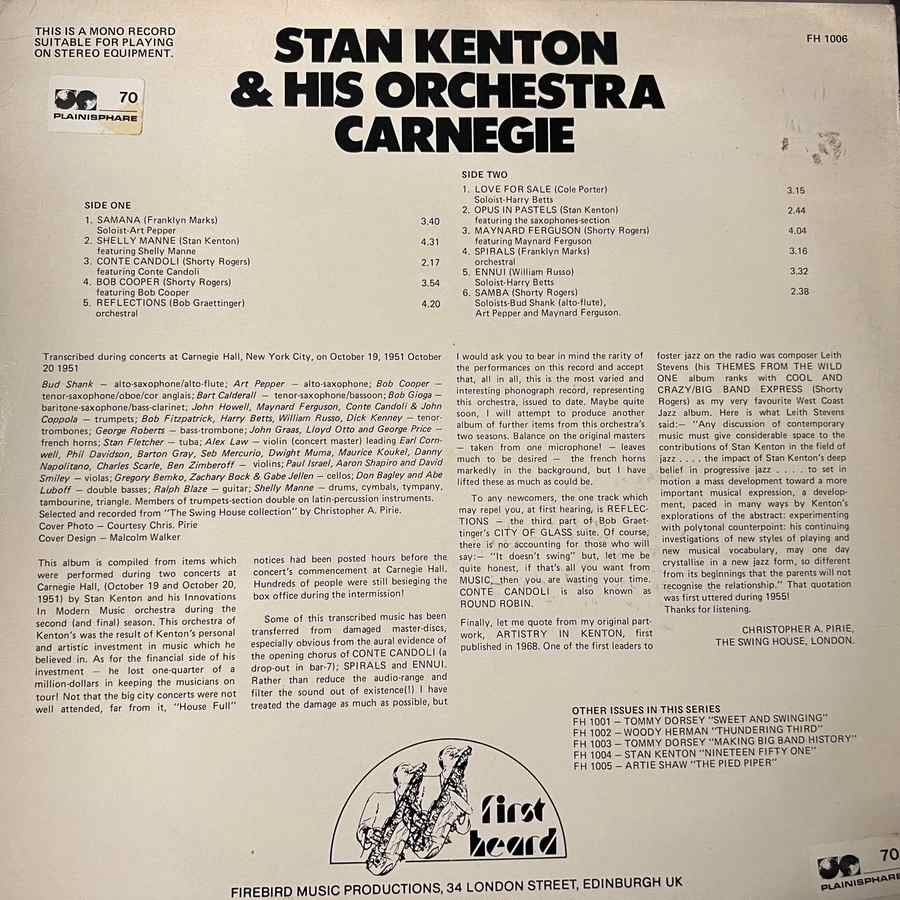 THIS IS A MONO RECORD
SUITABLE FOR PLAYING
ON STEREO EQUIPMENT.
70
PLAINISPHARE
STAN KENTON
& HIS ORCHESTRA
CARNEGIE
FH 1006
SIDE ONE
1. SAMANA (Franklyn Marks) 3.40
Soloist-Art Pepper
2. SHELLY MANNE (Stan Kenton) 4.31
featuring Shelly Manne
3. CONTE CANDOLI (Shorty Rogers) 2.17
featuring Conte Candoli
4. BOB COOPER (Shorty Rogers) 3.54
featuring Bob Cooper
5. REFLECTIONS (Bob Graettinger) 4.20
orchestral
SIDE TWO
1. LOVE FOR SALE (Cole Porter) 3.15
Soloist-Harry Betts
2. OPUS IN PASTELS (Stan Kenton) 2.44
featuring the saxophones-section
3. MAYNARD FERGUSON (Shorty Rogers) 4.04
featuring Maynard Ferguson
4. SPIRALS (Franklyn Marks) 3.16
orchestral
5. ENNUI (William Russo) 3.32
Soloist-Harry Betts
6. SAMBA (Shorty Rogers) 2.38
Soloists-Bud Shank (alto-flute),
Art Pepper and Maynard Ferguson.
Transcribed during concerts at Carnegie Hall, New York City, on October 19, 1951 October
20 1951
Bud Shank — alto-saxophone/alto-flute; Art Pepper — alto-saxophone; Bob Cooper —
tenor-saxophone/oboe/cor anglais; Bart Calderall — tenor-saxophone/bassoon; Bob Gioga —
baritone-saxophone/bass-clarinet; John Howell, Maynard Ferguson, Conte Candoli & John
Coppola — trumpets; Bob Fitzpatrick, Harry Betts, William Russo, Dick Kenney — tenor-
trombones; George Roberts — bass-trombone; John Graas, Lloyd Otto and George Price —
french horns; Stan Fletcher — tuba; Alex Law — violin (concert master) leading Earl Corn-
well, Phil Davidson, Barton Gray, Seb Mercurio, Dwight Muma, Maurice Koukel, Danny
Napolitano, Charles Scarle, Ben Zimberoff — violins; Paul Israel, Aaron Shapiro and David
Smiley — violas; Gregory Bemko, Zachary Bock & Gabe Jellen — cellos; Don Bagley and Abe
Luboff — double basses; Ralph Blaze — guitar; Shelly Manne — drums, cymbals, tympany,
tambourine, triangle. Members of trumpets-section double on latin-percussion instruments.
Selected and recorded from "The Swing House collection" by Christopher A. Pirie.
Cover Photo — Courtesy Chris. Pirie
Cover Design — Malcolm Walker
This album is compiled from items which
were performed during two concerts at
Carnegie Hall, (October 19 and October 20,
1951) by Stan Kenton and his Innovations
In Modern Music orchestra during the
second (and final) season. This orchestra of
Kenton's was the result of Kenton's personal
and artistic investment in music which he
believed in. As for the financial side of his
investment — he lost one-quarter of a
million-dollars in keeping the musicians on
tour! Not that the big city concerts were not
well attended, far from it, "House Full"
notices had been posted hours before the
concert's commencement at Carnegie Hall.
Hundreds of people were still besieging the
box office during the intermission!
Some of this transcribed music has been
transferred from damaged master-discs,
especially obvious from the aural evidence of
the opening chorus of CONTE CANDOLI (a
drop-out in bar-7); SPIRALS and ENNUI.
Rather than reduce the audio-range and
filter the sound out of existence(!) I have
treated the damage as much as possible, but
I would ask you to bear in mind the rarity of
the performances on this record and accept
that, all in all, this is the most varied and
interesting phonograph record, representing
this orchestra, issued to date. Maybe quite
soon, I will attempt to produce another
album of further items from this orchestra's
two seasons. Balance on the original masters
— taken from one microphone! — leaves
much to be desired — the french horns
markedly in the background, but I have
lifted these as much as could be.
To any newcomers, the one track which
may repel you, at first hearing, is REFLEC-
TIONS — the third part of Bob Graet-
tinger's CITY OF GLASS suite. Of course,
there is no accounting for those who will
say:— "It doesn't swing" but, let me be
quite honest, if that's all you want from
MUSIC, then you are wasting your time.
CONTE CANDOLI is also known as
ROUND ROBIN.
Finally, let me quote from my original part-
work, ARTISTRY IN KENTON, first
published in 1968. One of the first leaders to
foster jazz on the radio was composer Leith
Stevens (his THEMES FROM THE WILD
ONE album ranks with COOL AND
CRAZY/BIG BAND EXPRESS (Shorty
Rogers) as my very favourite West Coast
Jazz album. Here is what Leith Stevens
said:— "Any discussion of contemporary
music must give considerable space to the
contributions of Stan Kenton in the field of
jazz . . . . the impact of Stan Kenton's deep
belief in progressive jazz . . . . . to set in
motion a mass development toward a more
important musical expression, a develop-
ment, paced in many ways by Kenton's
explorations of the abstract: experimenting
with polytonal counterpoint: his continuing
investigations of new styles of playing and
new musical vocabulary, may one day
crystallise in a new jazz form, so different
from its beginnings that the parents will not
recognise the relationship." That quotation
was first uttered during 1955!
Thanks for listening.
CHRISTOPHER A. PIRIE,
THE SWING HOUSE, LONDON.
OTHER ISSUES IN THIS SERIES
FH 1001 — TOMMY DORSEY "SWEET AND SWINGING"
FH 1002 — WOODY HERMAN "THUNDERING THIRD"
FH 1003 — TOMMY DORSEY "MAKING BIG BAND HISTORY"
FH 1004 — STAN KENTON "NINETEEN FIFTY ONE"
FH 1005 — ARTIE SHAW "THE PIED PIPER"
first
heard
FIREBIRD MUSIC PRODUCTIONS, 34 LONDON STREET, EDINBURGH UK
70
PLAINISPHARE